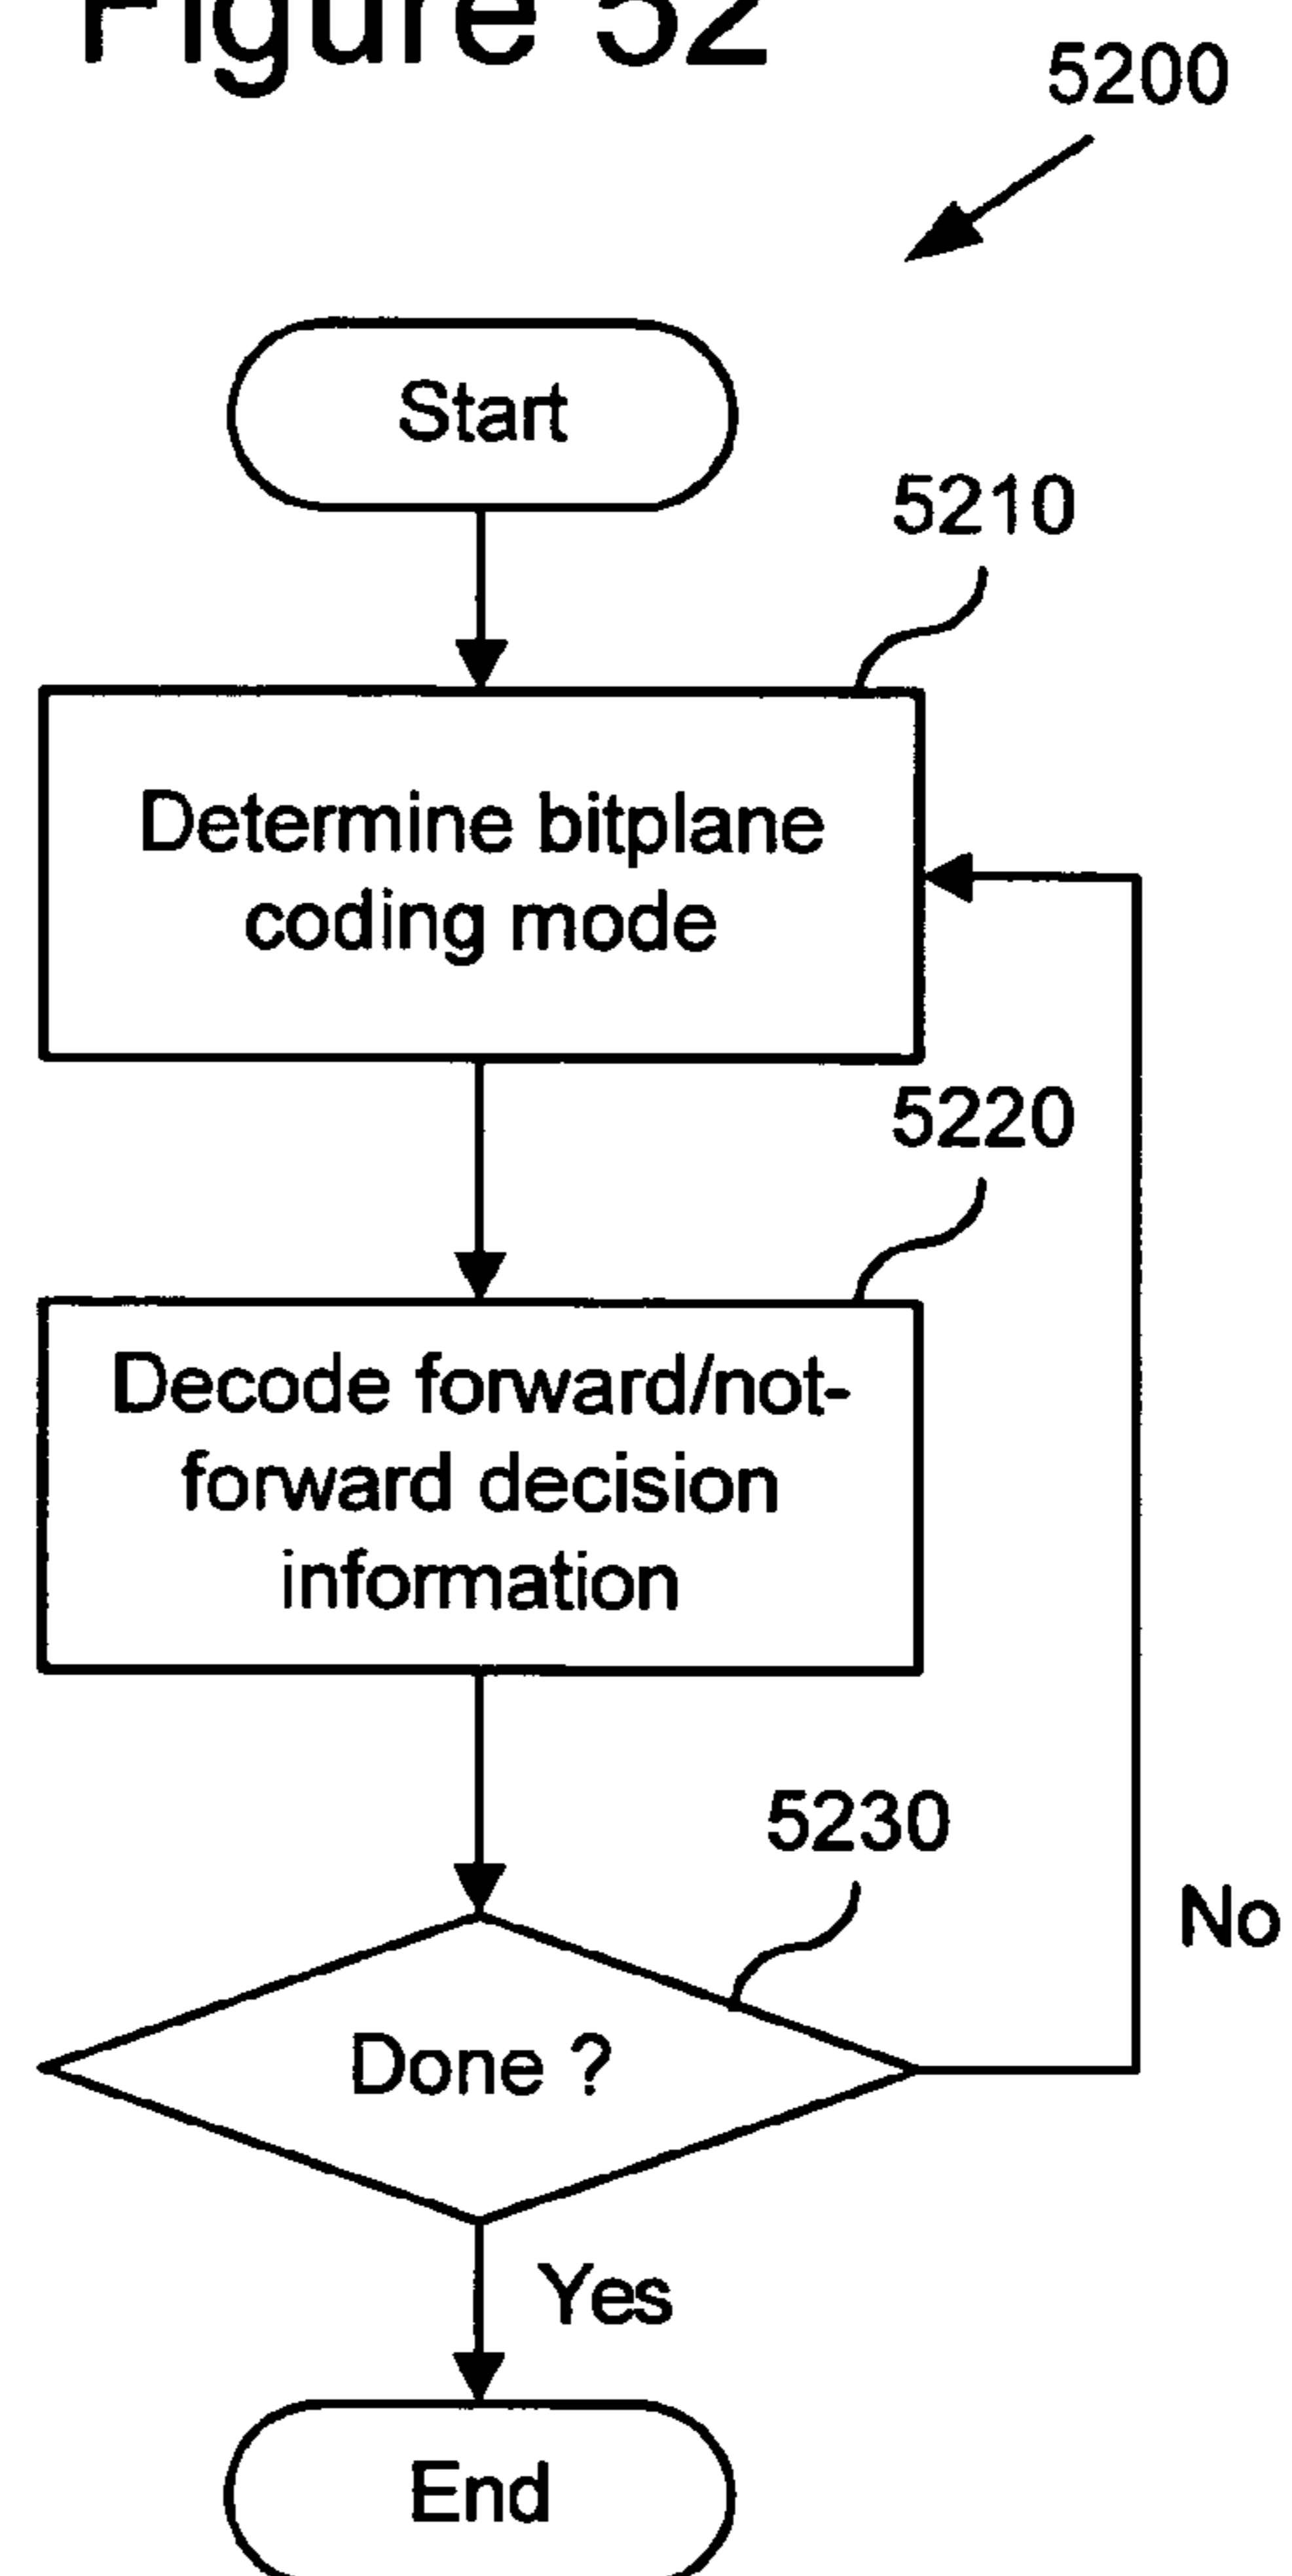 Figure 52
5200
Start
5210
Determine bitplane
coding mode
5220
Decode forward/not-
forward decision
information
5230
No
Done ?
Yes
End